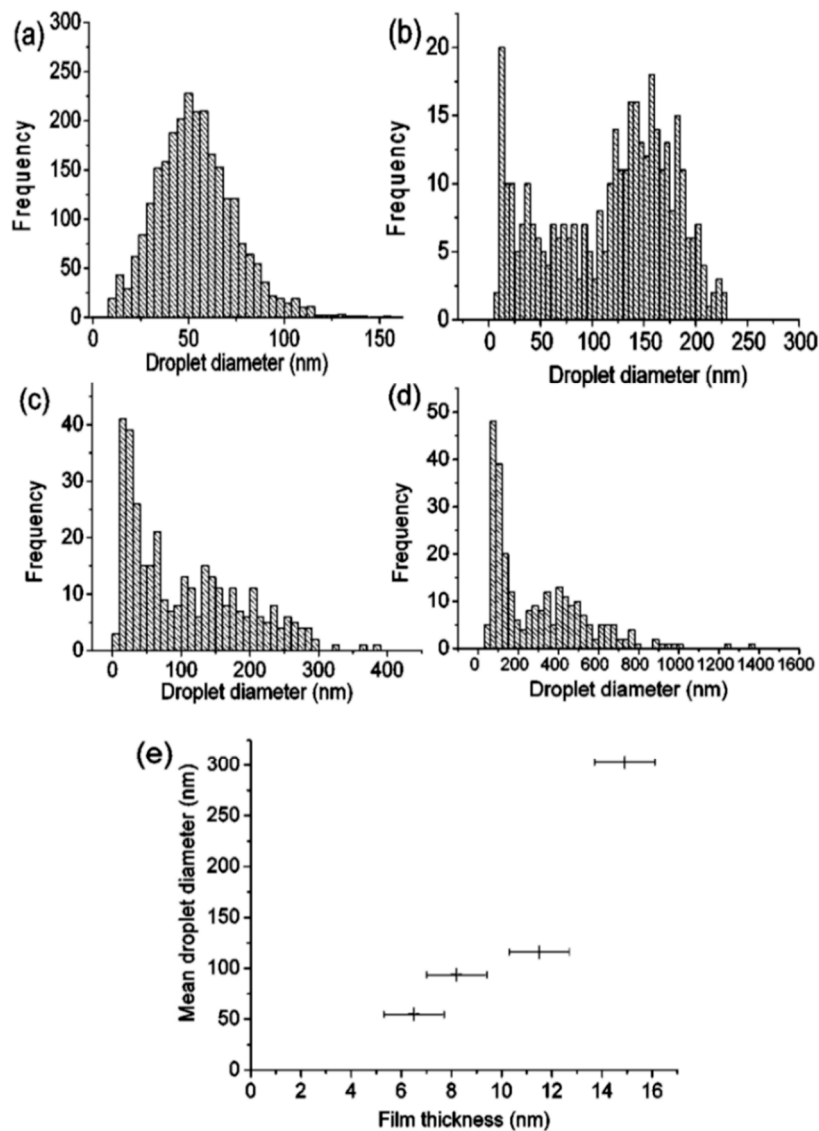 (a)
300
250
200
150
100
50
0
Frequency
0 50 100 150
Droplet diameter (nm)
(b)
20
15
10
5
0
Frequency
0 50 100 150 200 250 300
Droplet diameter (nm)
(c)
40
30
20
10
0
Frequency
0 100 200 300 400
Droplet diameter (nm)
(d)
50
40
30
20
10
0
Frequency
0 200 400 600 800 1000 1200 1400 1600
Droplet diameter (nm)
(e)
300
250
200
150
100
50
0
Mean droplet diameter (nm)
0 2 4 6 8 10 12 14 16
Film thickness (nm)